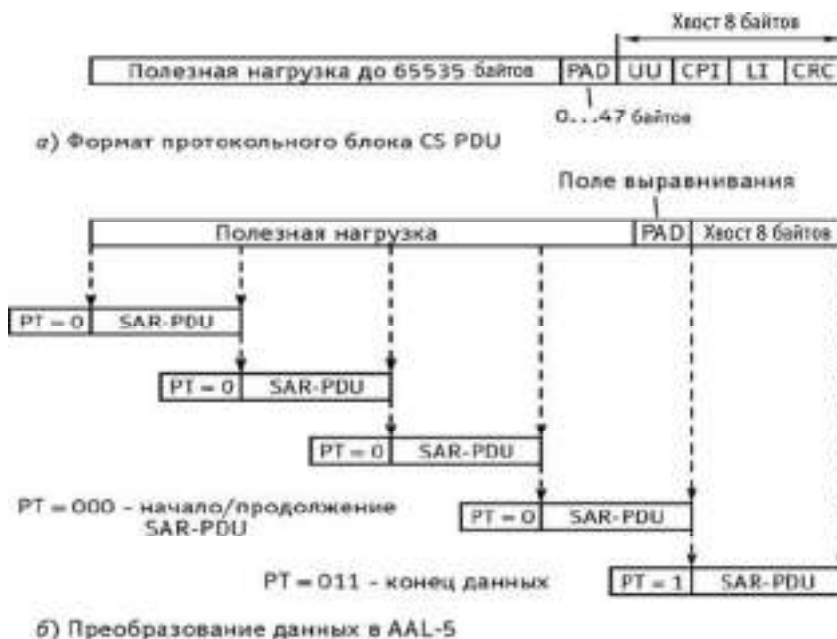 Хвост 8 байтов
Полезная нагрузка до 65535 байтов PAD UU CPI LI CRC
0...47 байтов
а) Формат протокольного блока CS PDU
Поле выравнивания
Полезная нагрузка PAD Хвост 8 байтов
PT = 0 SAR-PDU
PT = 0 SAR-PDU
PT = 0 SAR-PDU
PT = 000 - начало/продолжение
SAR-PDU
PT = 0 SAR-PDU
PT = 011 - конец данных
PT = 1 SAR-PDU
б) Преобразование данных в AAL-5